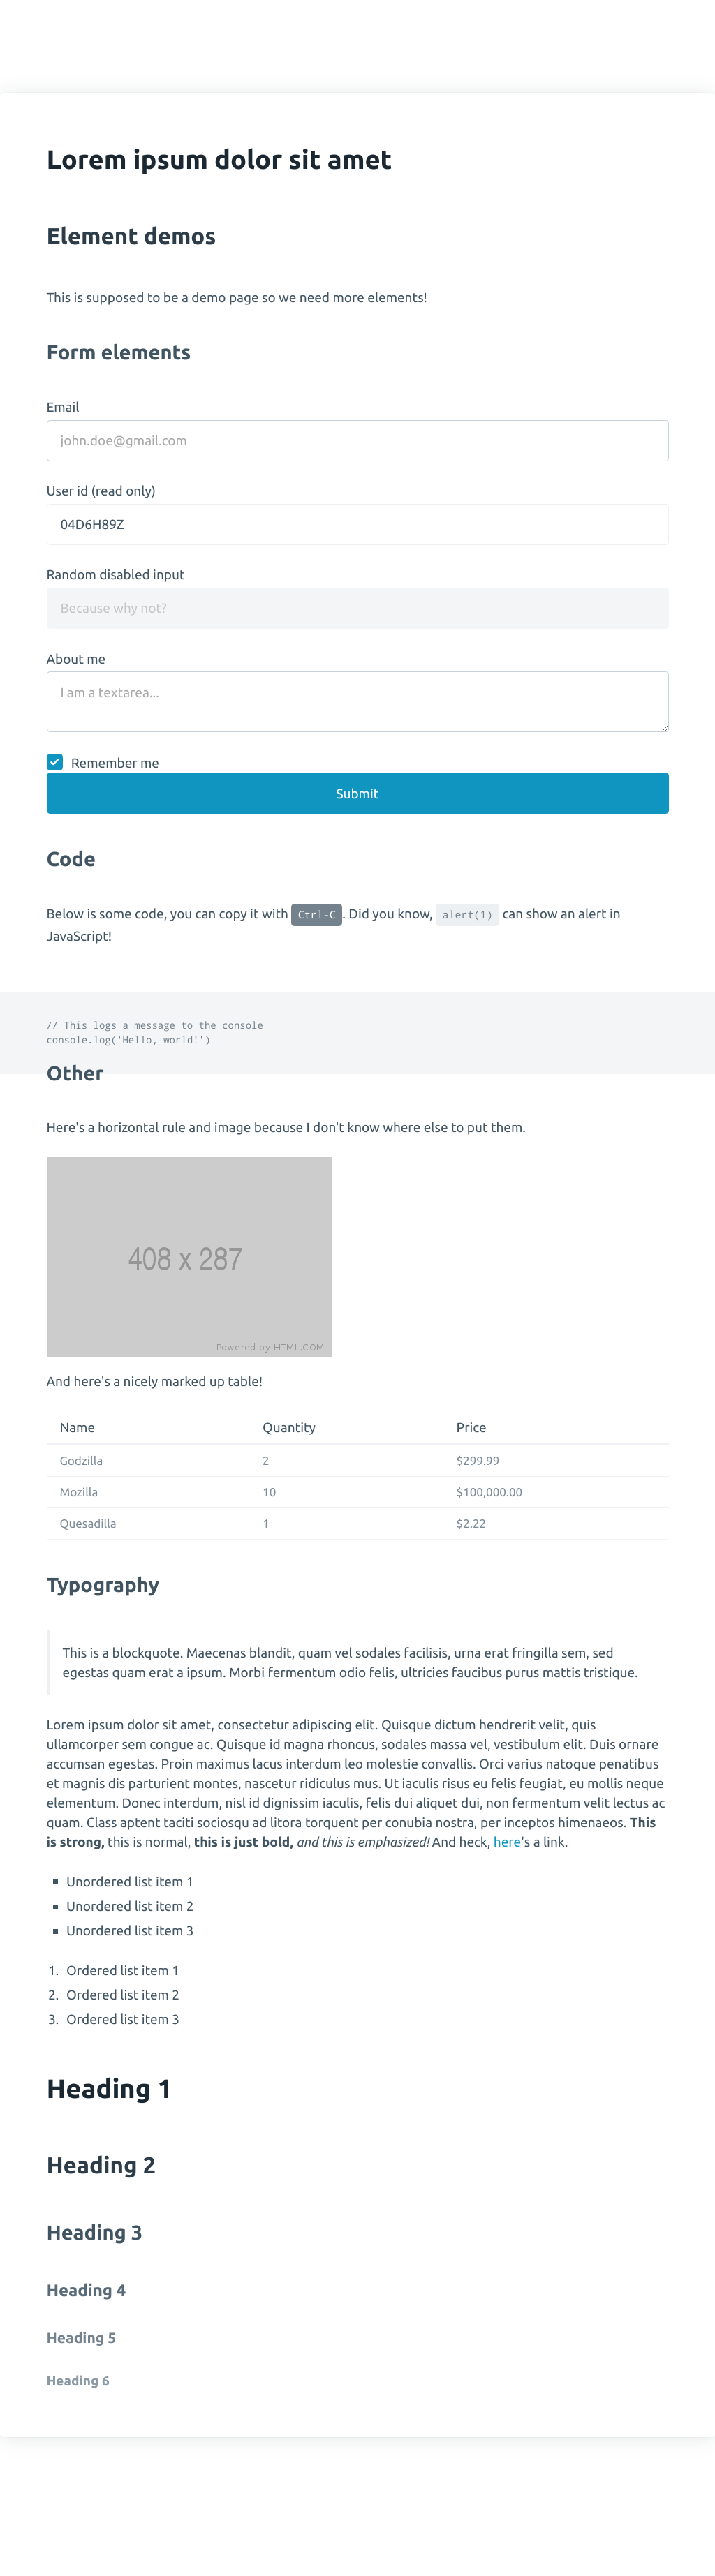 Lorem ipsum dolor sit amet
Element demos
This is supposed to be a demo page so we need more elements!
Form elements
Email
john.doe@gmail.com
User id (read only)
04D6H89Z
Random disabled input
Because why not?
About me
I am a textarea...
Remember me
Submit
Code
Below is some code, you can copy it with Ctrl-C. Did you know, alert(1) can show an alert in
JavaScript!
// This logs a message to the console
console.log('Hello, world!')
Other
Here's a horizontal rule and image because I don't know where else to put them.
408 x 287
Powered by HTML.COM
And here's a nicely marked up table!
Name Quantity Price
Godzilla 2 $299.99
Mozilla 10 $100,000.00
Quesadilla 1 $2.22
Typography
This is a blockquote. Maecenas blandit, quam vel sodales facilisis, urna erat fringilla sem, sed
egestas quam erat a ipsum. Morbi fermentum odio felis, ultricies faucibus purus mattis tristique.
Lorem ipsum dolor sit amet, consectetur adipiscing elit. Quisque dictum hendrerit velit, quis
ullamcorper sem congue ac. Quisque id magna rhoncus, sodales massa vel, vestibulum elit. Duis ornare
accumsan egestas. Proin maximus lacus interdum leo molestie convallis. Orci varius natoque penatibus
et magnis dis parturient montes, nascetur ridiculus mus. Ut iaculis risus eu felis feugiat, eu mollis neque
elementum. Donec interdum, nisl id dignissim iaculis, felis dui aliquet dui, non fermentum velit lectus ac
quam. Class aptent taciti sociosqu ad litora torquent per conubia nostra, per inceptos himenaeos. This
is strong, this is normal, this is just bold, and this is emphasized! And heck, here's a link.
Unordered list item 1
Unordered list item 2
Unordered list item 3
1. Ordered list item 1
2. Ordered list item 2
3. Ordered list item 3
Heading 1
Heading 2
Heading 3
Heading 4
Heading 5
Heading 6